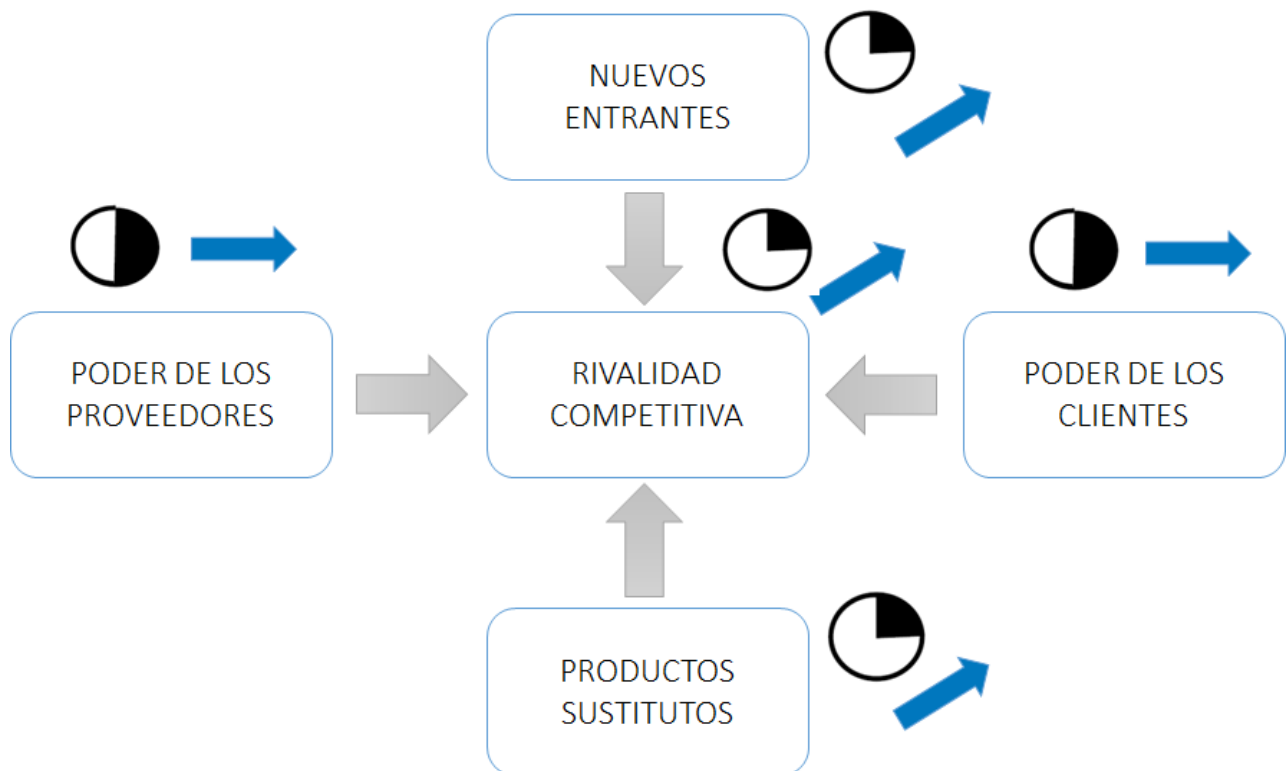 NUEVOS
ENTRANTES
PODER DE LOS
PROVEEDORES
RIVALIDAD
COMPETITIVA
PODER DE LOS
CLIENTES
PRODUCTOS
SUSTITUTOS